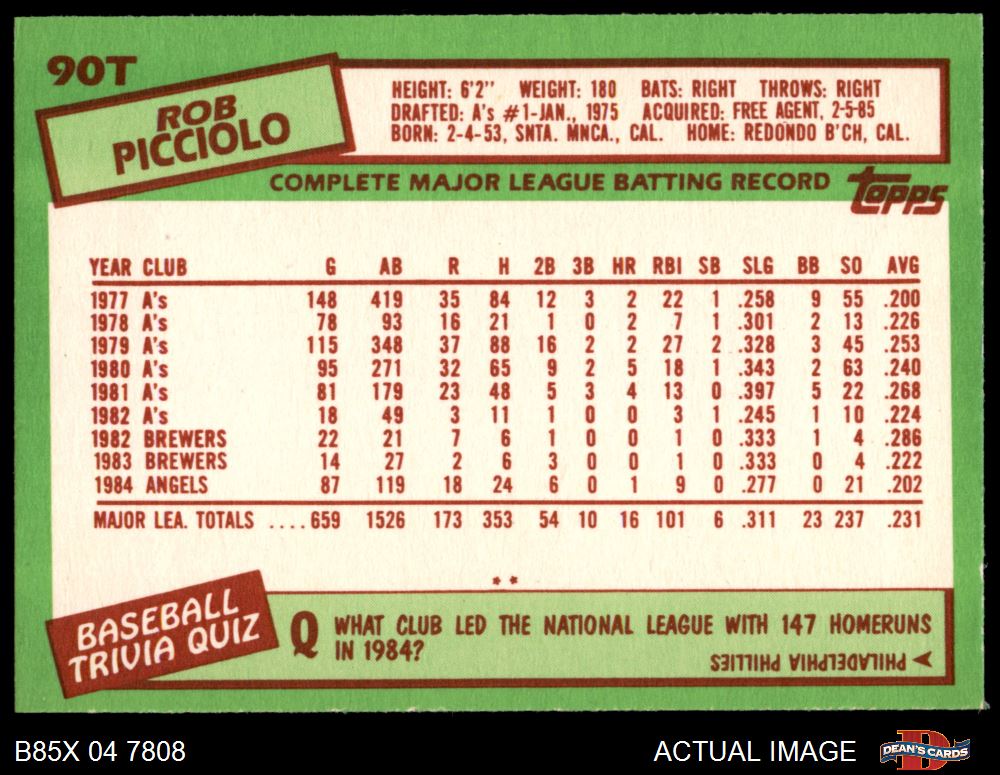 90T
ROB
PICCIOLO
HEIGHT: 6'2" WEIGHT: 180 BATS: RIGHT THROWS: RIGHT
DRAFTED: A's #1-JAN., 1975 ACQUIRED: FREE AGENT, 2-5-85
BORN: 2-4-53, SNTA. MNCA., CAL. HOME: REDONDO B'CH, CAL.
COMPLETE MAJOR LEAGUE BATTING RECORD
topps
YEAR CLUB G AB R H 2B 3B HR RBI SB SLG BB SO AVG
1977 A's 148 419 35 84 12 3 2 22 1 .258 9 55 .200
1978 A's 78 93 16 21 1 0 2 7 1 .301 2 13 .226
1979 A's 115 348 37 88 16 2 2 27 2 .328 3 45 .253
1980 A's 95 271 32 65 9 2 5 18 1 .343 2 63 .240
1981 A's 81 179 23 48 5 3 4 13 0 .397 5 22 .268
1982 A's 18 49 3 11 1 0 0 3 1 .245 1 10 .224
1982 BREWERS 22 21 7 6 1 0 0 1 0 .333 1 4 .286
1983 BREWERS 14 27 2 6 3 0 0 1 0 .333 0 4 .222
1984 ANGELS 87 119 18 24 6 0 1 9 0 .277 0 21 .202
MAJOR LEA. TOTALS ....659 1526 173 353 54 10 16 101 6 .311 23 237 .231
**
BASEBALL
TRIVIA QUIZ
Q WHAT CLUB LED THE NATIONAL LEAGUE WITH 147 HOMERUNS
IN 1984?
PHILADELPHIA PHILLIES
B85X 04 7808
ACTUAL IMAGE
D
DEAN'S CARDS